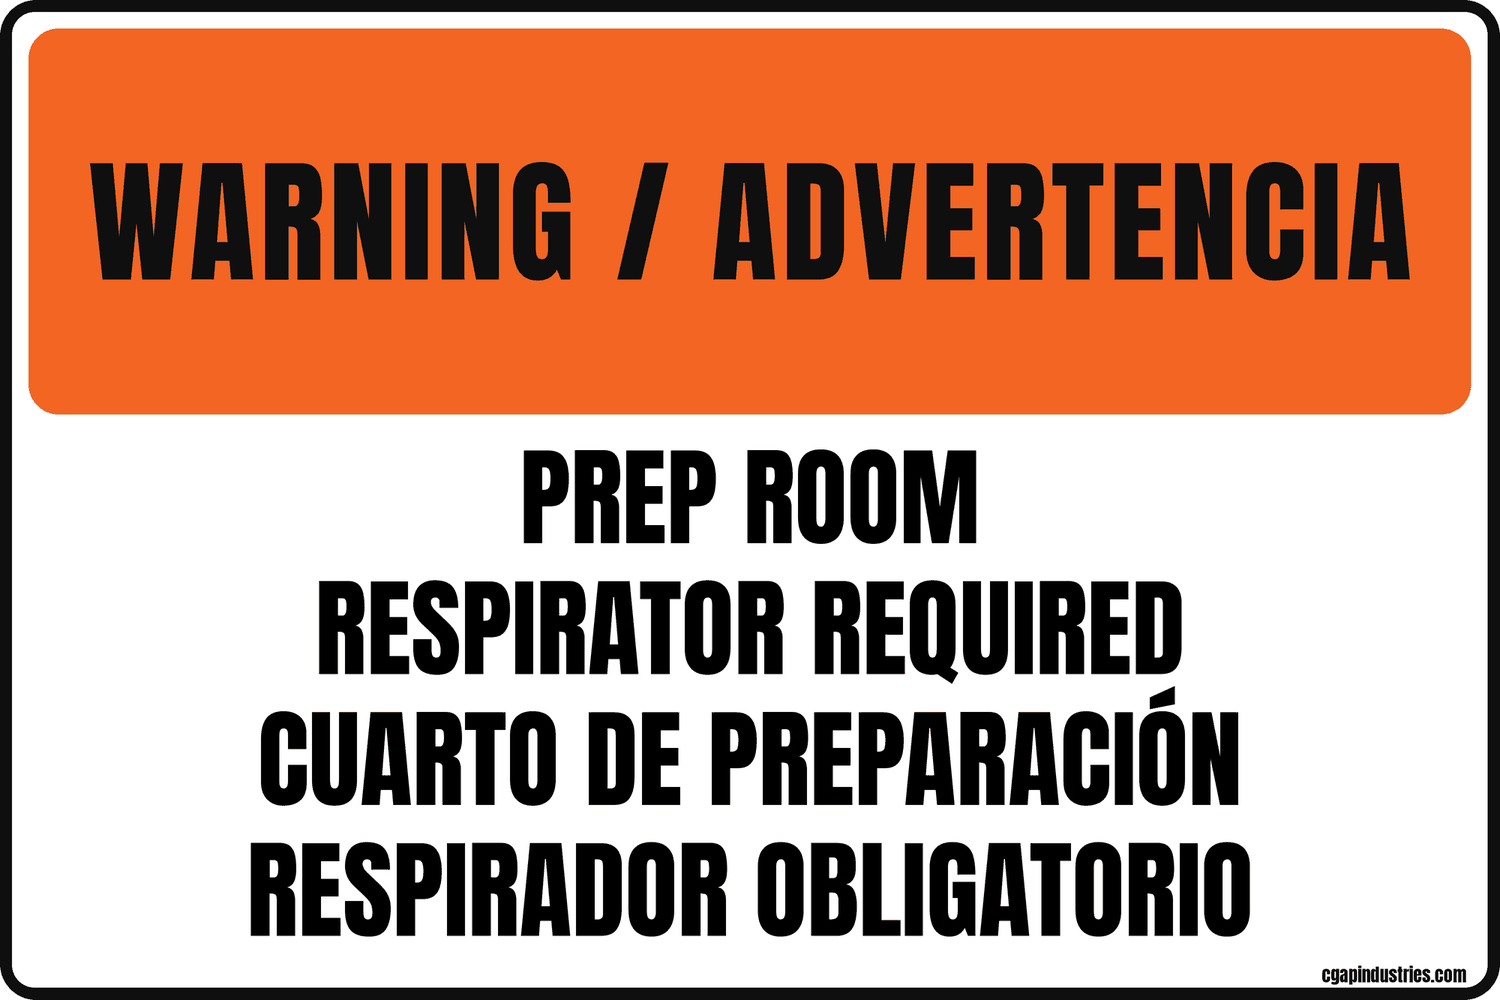 WARNING / ADVERTENCIA
PREP ROOM
RESPIRATOR REQUIRED
CUARTO DE PREPARACIÓN
RESPIRADOR OBLIGATORIO
cgapindustries.com